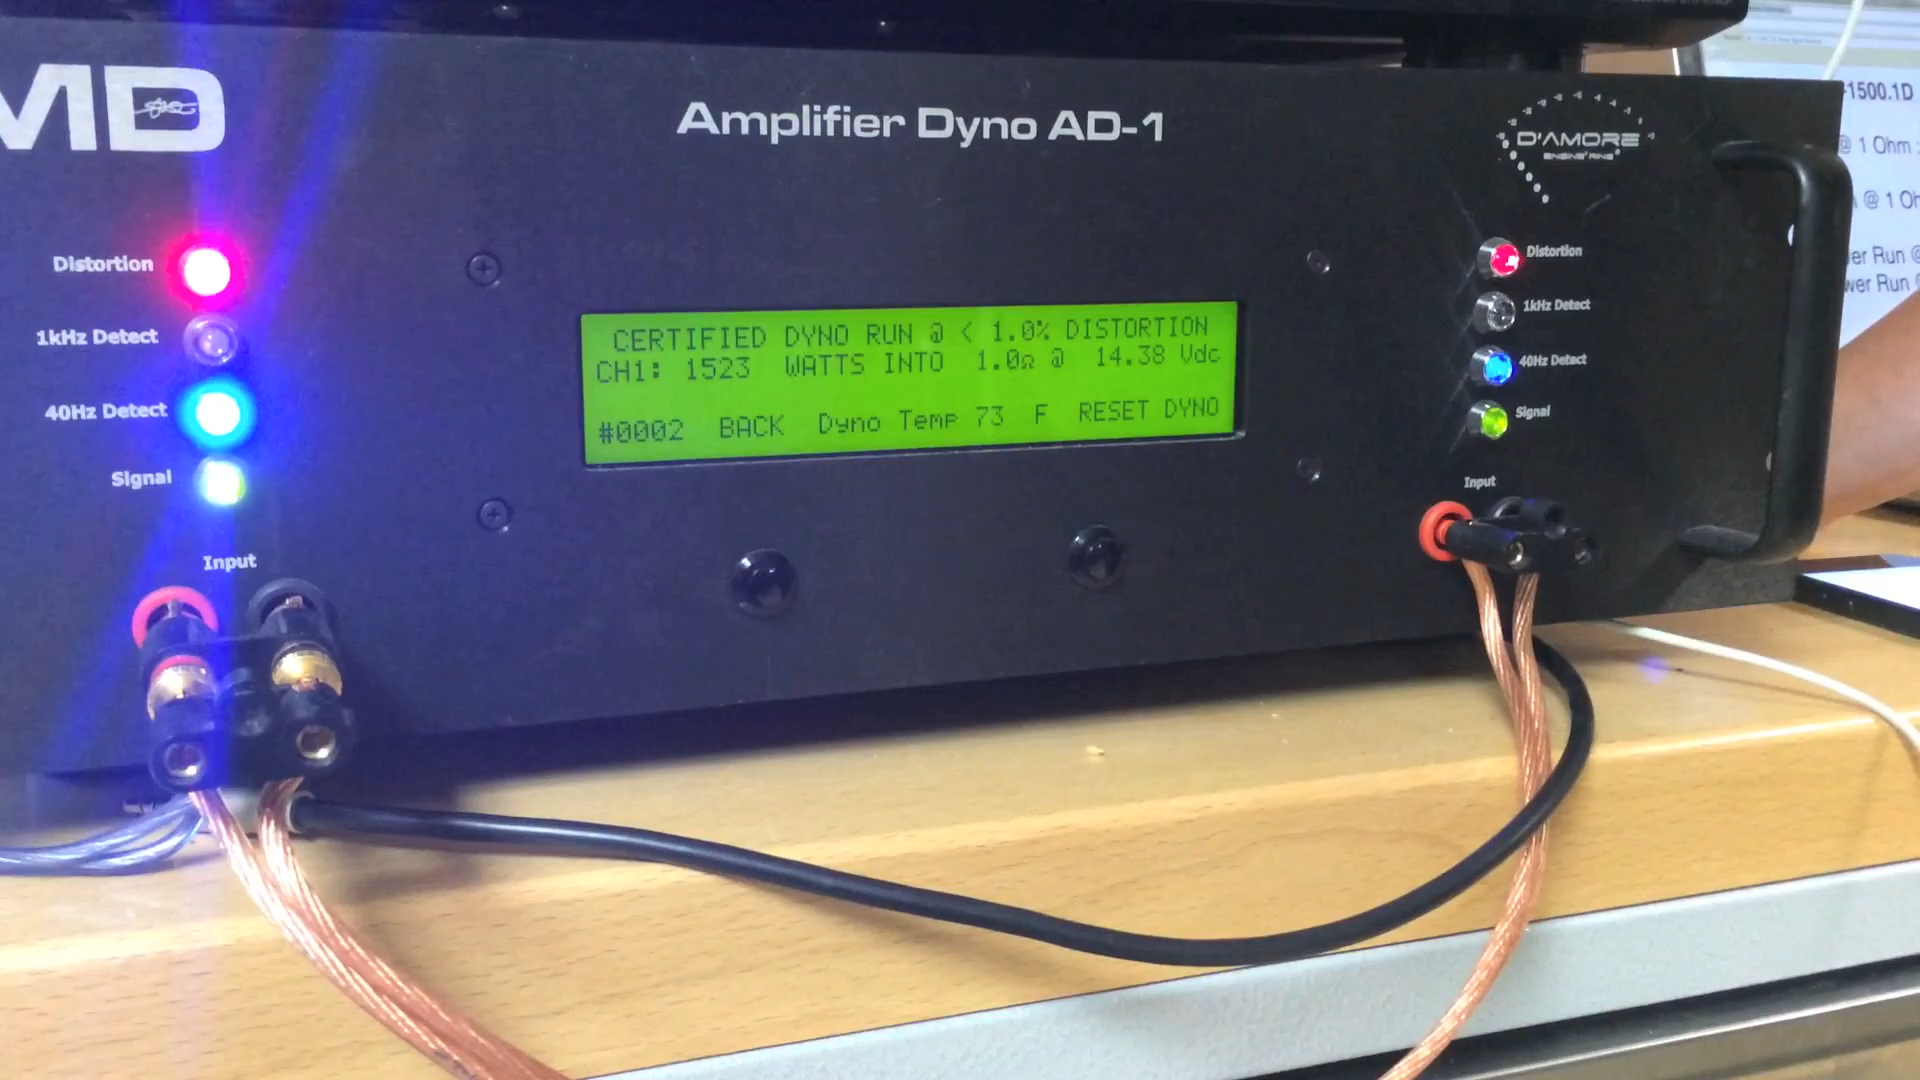 MD
Amplifier Dyno AD-1
D'AMORE
ENGINEERING
Distortion
1kHz Detect
40Hz Detect
Signal
Input
CERTIFIED DYNO RUN @ < 1.0% DISTORTION
CH1: 1523 WATTS INTO 1.0Ω @ 14.38 Vdc
#0002 BACK Dyno Temp 73 F RESET DYNO
Distortion
1kHz Detect
40Hz Detect
Signal
Input
1500.1D
@ 1 Ohm
@ 1 Oh
er Run @
wer Run